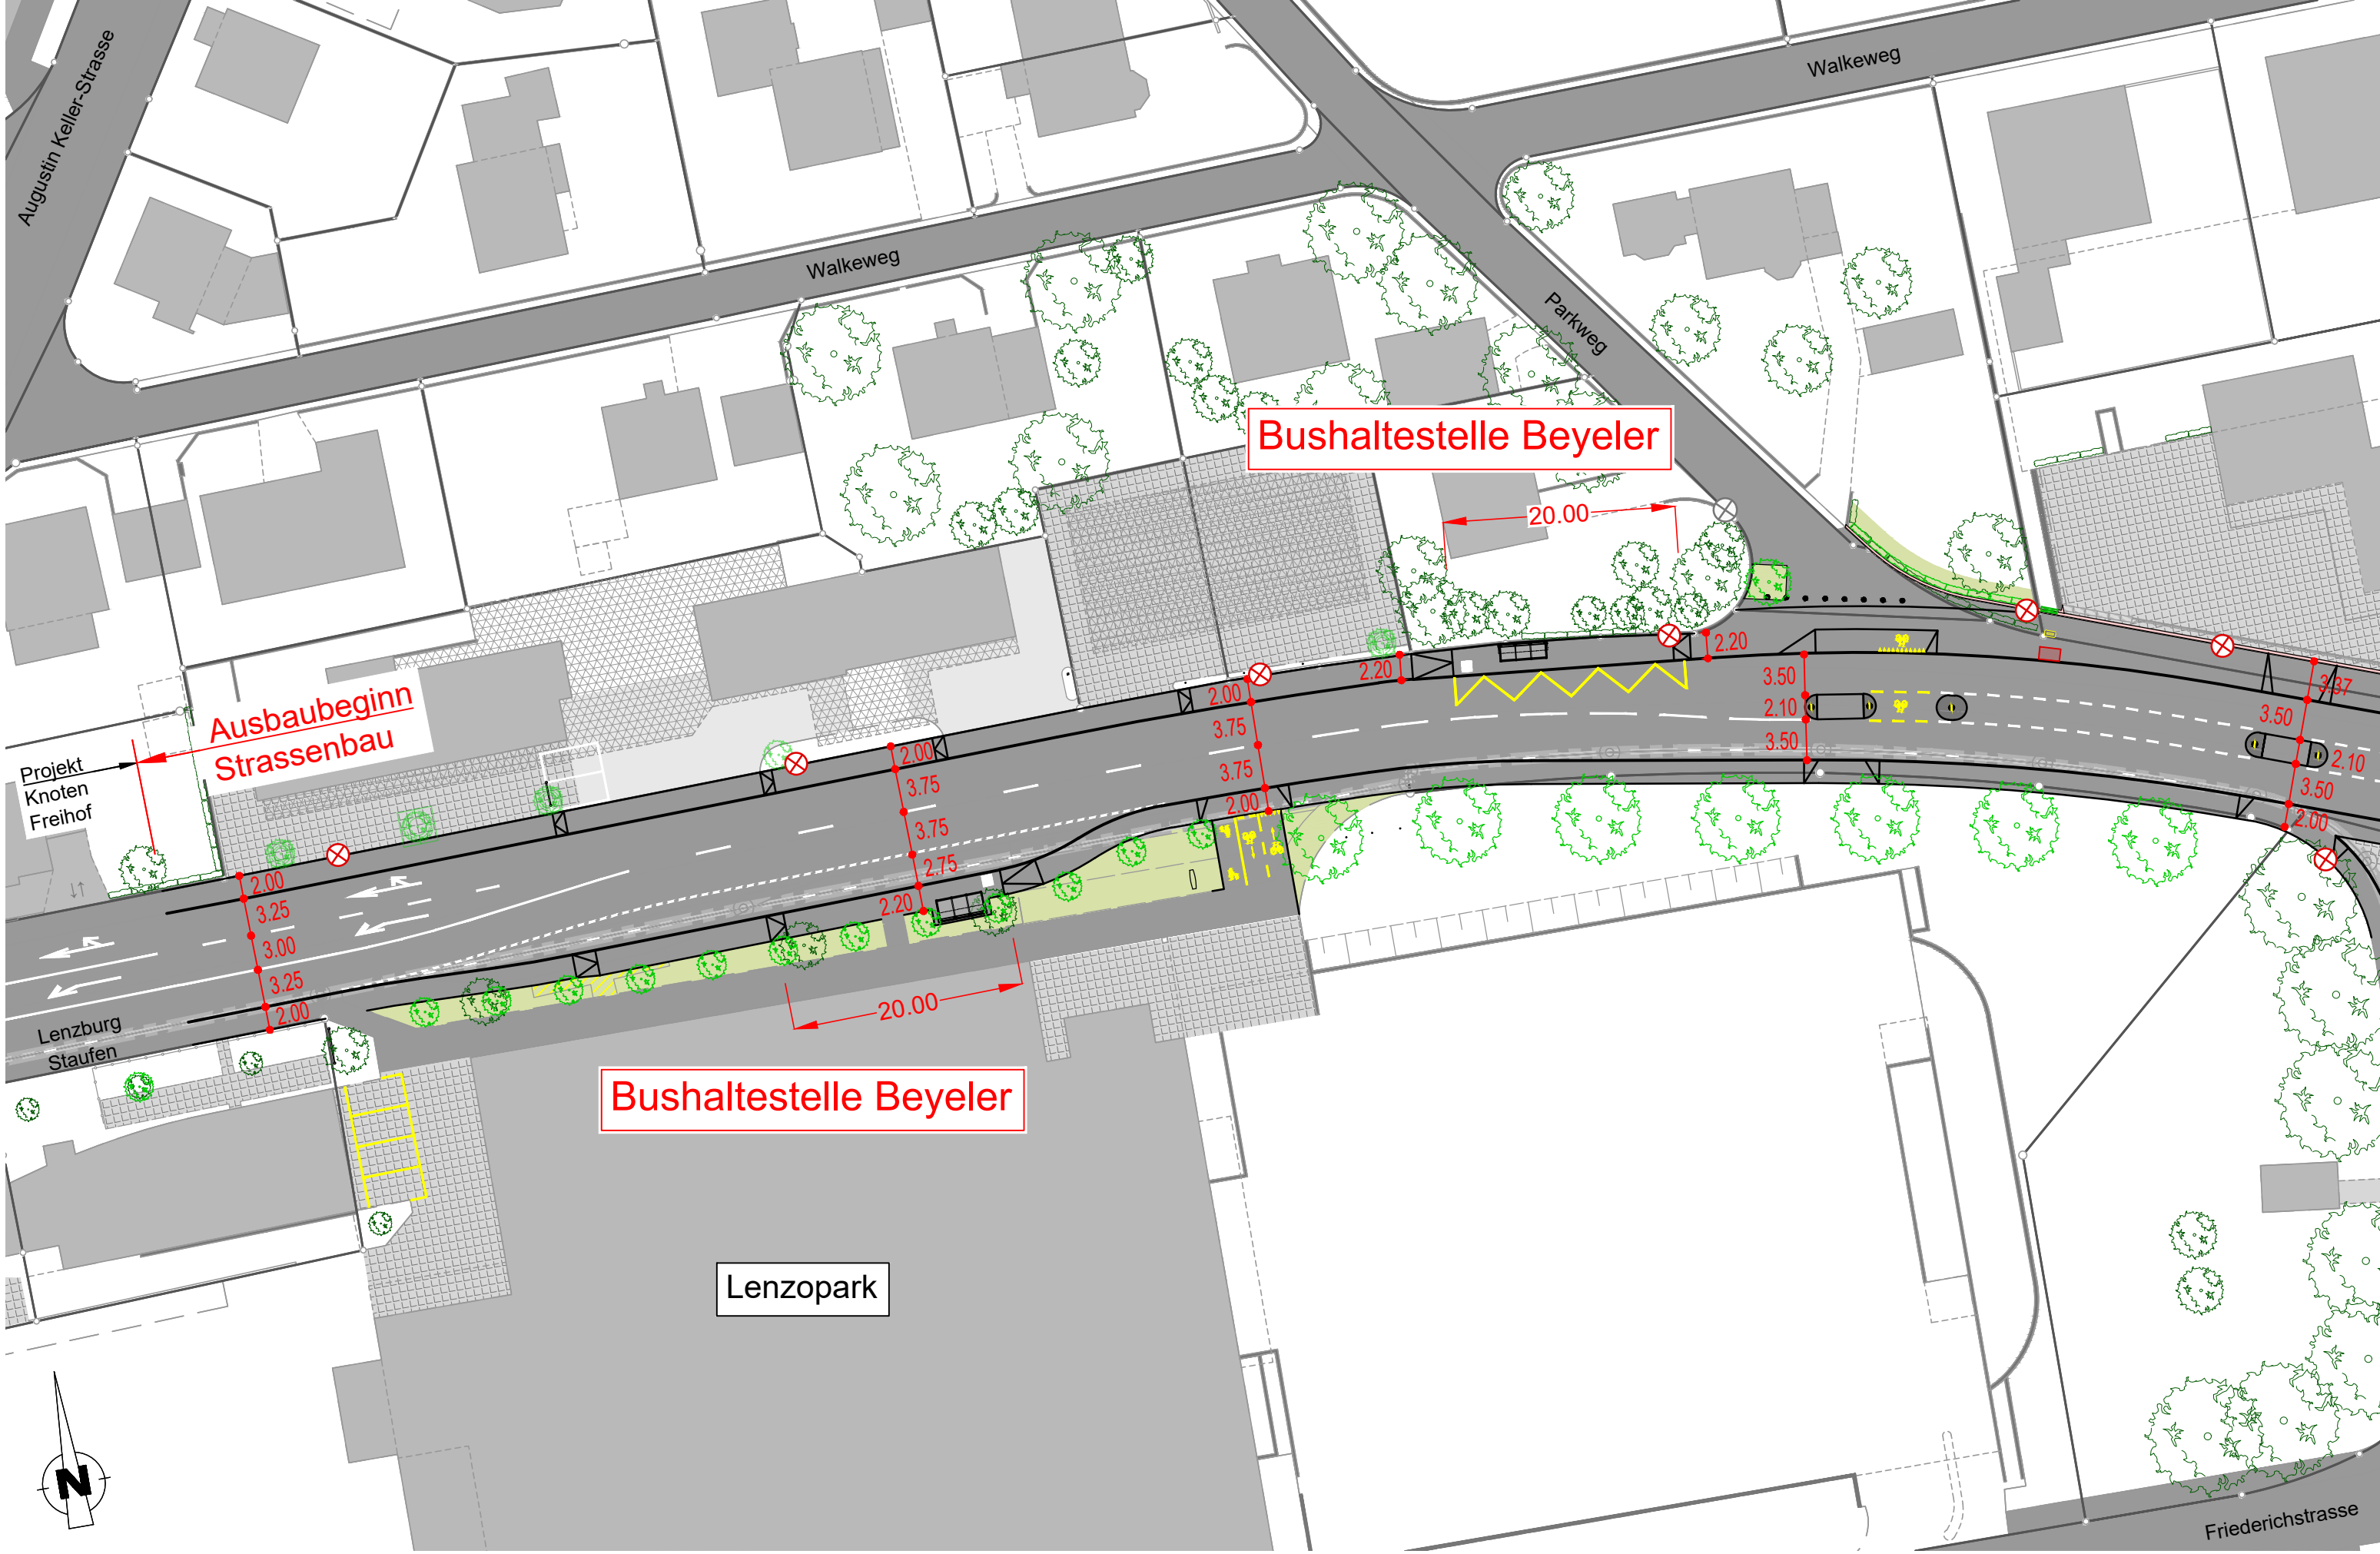 Augustin Keller-Strasse
Walkeweg
Walkeweg
Parkweg
Bushaltestelle Beyeler
20.00
Ausbaubeginn
Strassenbau
Projekt
Knoten
Freihof
2.00
3.25
3.00
3.25
2.00
2.00
3.75
3.75
2.75
2.20
2.00
3.75
3.75
2.00
2.20
2.20
3.50
2.10
3.50
3.37
3.50
2.10
3.50
2.00
Lenzburg
Staufen
20.00
Bushaltestelle Beyeler
Lenzopark
N
Friederichstrasse